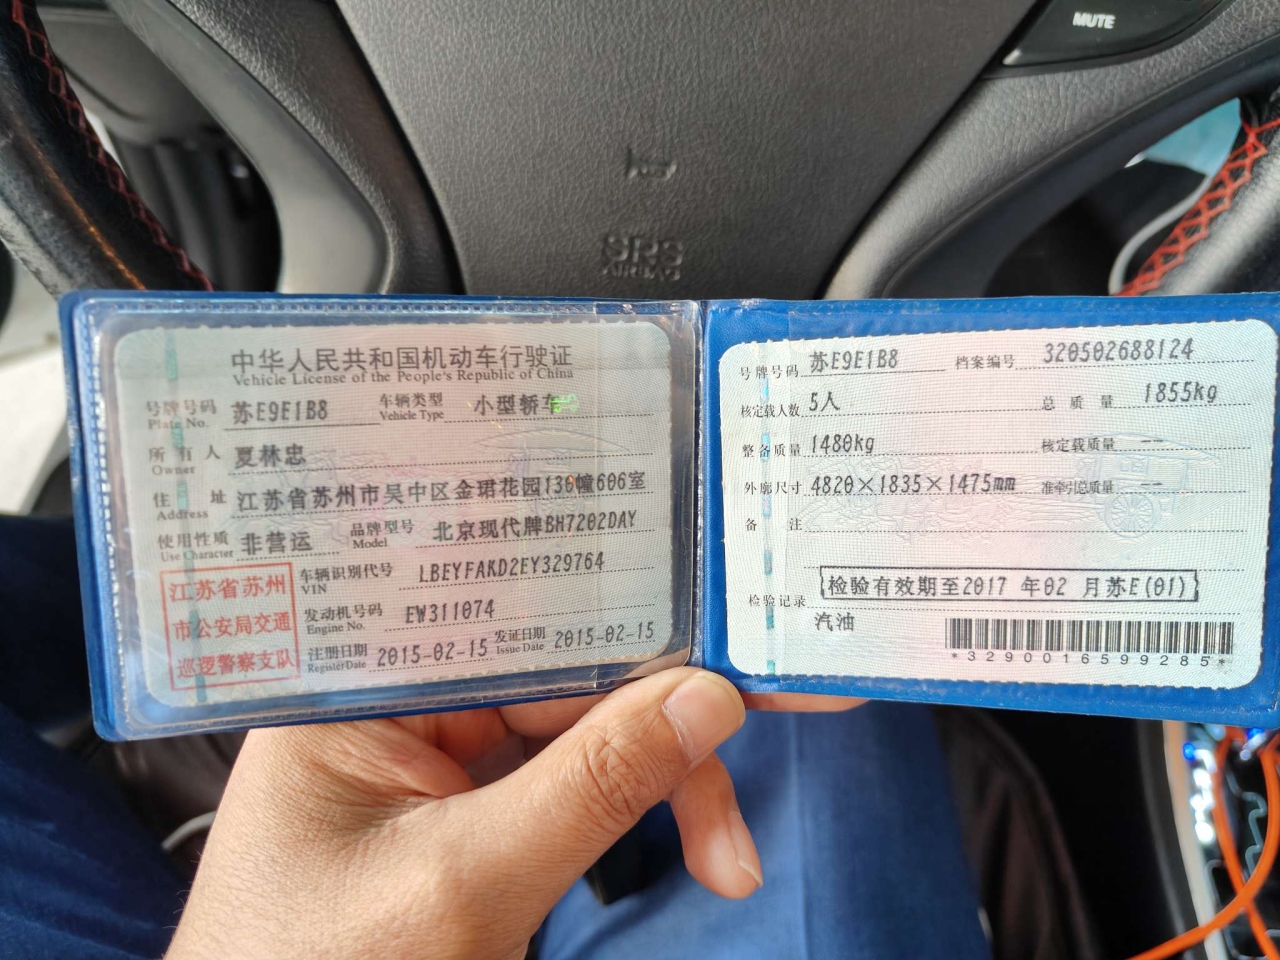 MUTE
SRS
AIRBAG
中华人民共和国机动车行驶证
Vehicle License of the People's Republic of China
号牌号码 苏E9E1B8 车辆类型 小型轿车
Plate No. Vehicle Type
所有人 夏林忠
Owner
住址 江苏省苏州市吴中区金珺花园130幢606室
Address
使用性质 非营运 品牌型号 北京现代牌BH7202DAY
Use Character Model
江苏省苏州
市公安局交通
巡逻警察支队
车辆识别代号 LBEYFAKD2EY329764
VIN
发动机号码 EW311074
Engine No.
注册日期 2015-02-15 发证日期 2015-02-15
Register Date Issue Date
号牌号码 苏E9E1B8 档案编号 320502688124
核定载人数 5人 总质量 1855kg
整备质量 1480kg 核定载质量 --
外廓尺寸 4820×1835×1475mm 准牵引总质量 --
备注
检验记录 检验有效期至2017 年02 月苏E(01)
汽油
*3290016599285*